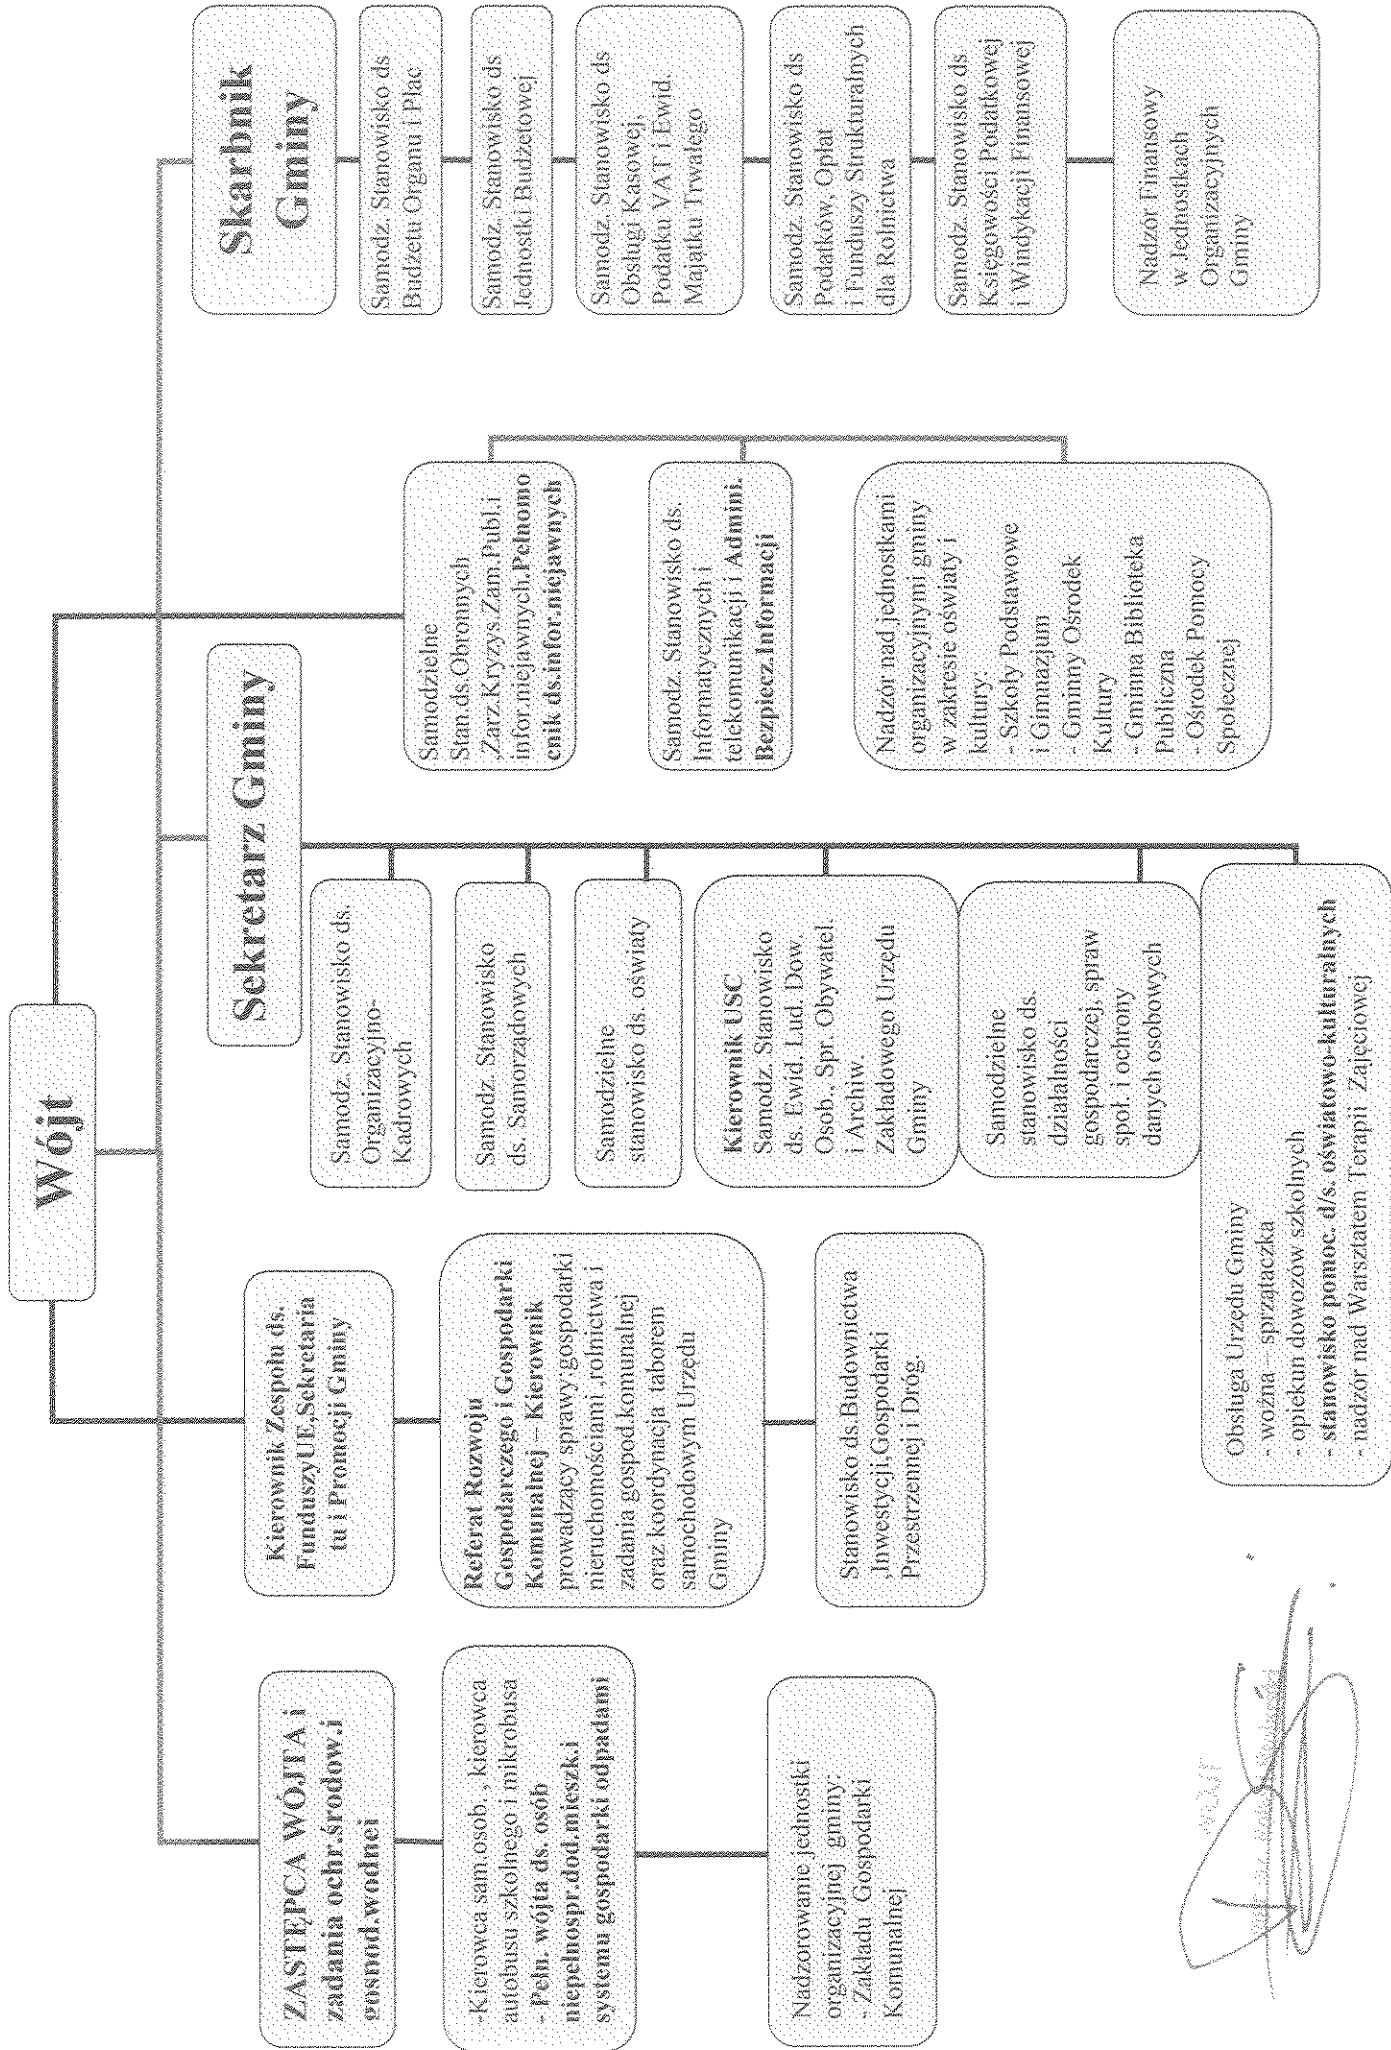 Wójt
ZASTĘPCA WÓJTA i
zadania ochr.środow.i
gospod.wodnei
-Kierowca sam.osob. , kierowca
autobusu szkolnego i mikrobusa
- Pełn. wójta ds. osób
niepełnospr.dod.mieszk.i
systemu gospodarki odpadami
Nadzorowanie jednostki
organizacyjnej gminy:
- Zakładu Gospodarki
Komunalnej
Kierownik Zespołu ds.
FunduszyUE,Sekretaria
tu i Promocji Gminy
Referat Rozwoju
Gospodarczego i Gospodarki
Komunalnej – Kierownik
prowadzący sprawy:gospodarki
nieruchomościami ,rolnictwa i
zadania gospod.komunalnej
oraz koordynacja taborem
samochodowym Urzędu
Gminy
Stanowisko ds.Budownictwa
,Inwestycji,Gospodarki
Przestrzennej i Dróg.
Sekretarz Gminy
Samodz. Stanowisko ds.
Organizacyjno-
Kadrowych
Samodz. Stanowisko
ds. Samorządowych
Samodzielne
stanowisko ds. oświaty
Kierownik USC
Samodz. Stanowisko
ds. Ewid. Lud. Dow.
Osob., Spr. Obywatel.
i Archiw.
Zakładowego Urzędu
Gminy
Samodzielne
stanowisko ds.
działalności
gospodarczej, spraw
społ. i ochrony
danych osobowych
Obsługa Urzędu Gminy
- woźna – sprzątaczka
- opiekun dowozów szkolnych
- stanowisko pomoc. d/s. oświatowo-kulturalnych
- nadzór nad Warsztatem Terapii Zajęciowej
Samodzielne
Stan.ds.Obronnych
,Zarz.Kryzys.Zam.Publ.i
infor.niejawnych.Pełnomo
cnik ds.infor.niejawnych
Samodz. Stanowisko ds.
Informatycznych i
telekomunikacji i Admini.
Bezpiecz.Informacji
Nadzór nad jednostkami
organizacyjnymi gminy
w zakresie oświaty i
kultury:
- Szkoły Podstawowe
i Gimnazjum
- Gminny Ośrodek
Kultury
- Gminna Biblioteka
Publiczna
- Ośrodek Pomocy
Społecznej
Skarbnik
Gminy
Samodz. Stanowisko ds
Budżetu Organu i Płac
Samodz. Stanowisko ds
Jednostki Budżetowej
Samodz. Stanowisko ds
Obsługi Kasowej,
Podatku VAT i Ewid
Majątku Trwałego
Samodz. Stanowisko ds
Podatków, Opłat
i Funduszy Strukturalnych
dla Rolnictwa
Samodz. Stanowisko ds
Księgowości Podatkowej
i Windykacji Finansowej
Nadzór Finansowy
w Jednostkach
Organizacyjnych
Gminy
WÓJT